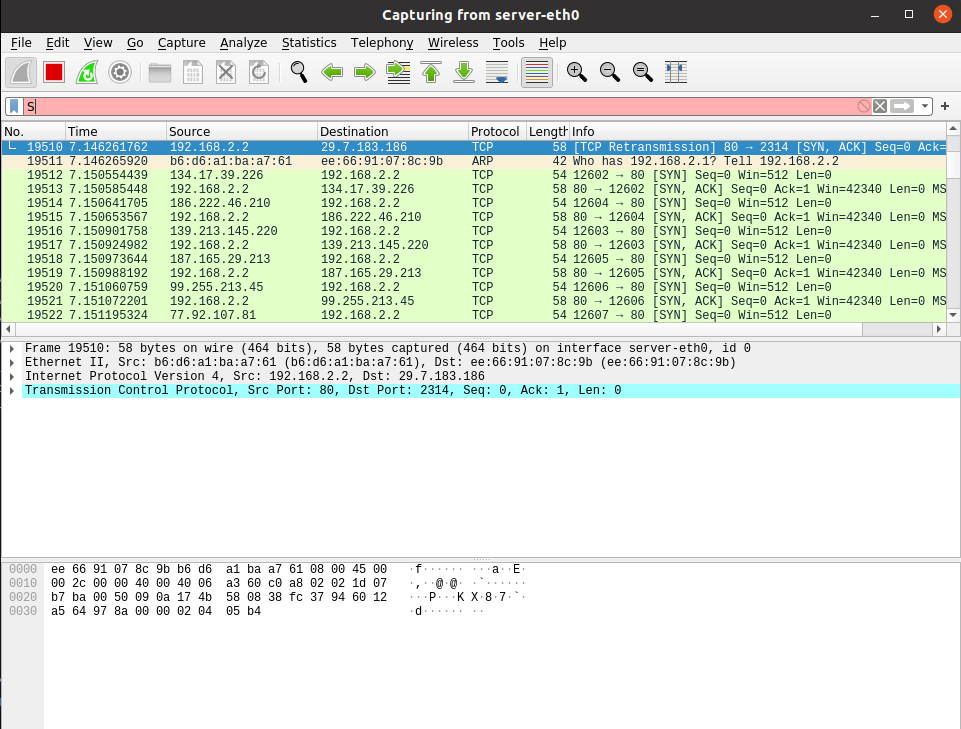 Capturing from server-eth0
File Edit View Go Capture Analyze Statistics Telephony Wireless Tools Help
S
No. Time Source Destination Protocol Length Info
19510 7.146261762 192.168.2.2 29.7.183.186 TCP 58 [TCP Retransmission] 80 → 2314 [SYN, ACK] Seq=0 Ack=
19511 7.146265920 b6:d6:a1:ba:a7:61 ee:66:91:07:8c:9b ARP 42 Who has 192.168.2.1? Tell 192.168.2.2
19512 7.150554439 134.17.39.226 192.168.2.2 TCP 54 12602 → 80 [SYN] Seq=0 Win=512 Len=0
19513 7.150585448 192.168.2.2 134.17.39.226 TCP 58 80 → 12602 [SYN, ACK] Seq=0 Ack=1 Win=42340 Len=0 MS
19514 7.150641705 186.222.46.210 192.168.2.2 TCP 54 12604 → 80 [SYN] Seq=0 Win=512 Len=0
19515 7.150653567 192.168.2.2 186.222.46.210 TCP 58 80 → 12604 [SYN, ACK] Seq=0 Ack=1 Win=42340 Len=0 MS
19516 7.150901758 139.213.145.220 192.168.2.2 TCP 54 12603 → 80 [SYN] Seq=0 Win=512 Len=0
19517 7.150924982 192.168.2.2 139.213.145.220 TCP 58 80 → 12603 [SYN, ACK] Seq=0 Ack=1 Win=42340 Len=0 MS
19518 7.150973644 187.165.29.213 192.168.2.2 TCP 54 12605 → 80 [SYN] Seq=0 Win=512 Len=0
19519 7.150988192 192.168.2.2 187.165.29.213 TCP 58 80 → 12605 [SYN, ACK] Seq=0 Ack=1 Win=42340 Len=0 MS
19520 7.151060759 99.255.213.45 192.168.2.2 TCP 54 12606 → 80 [SYN] Seq=0 Win=512 Len=0
19521 7.151072201 192.168.2.2 99.255.213.45 TCP 58 80 → 12606 [SYN, ACK] Seq=0 Ack=1 Win=42340 Len=0 MS
19522 7.151195324 77.92.107.81 192.168.2.2 TCP 54 12607 → 80 [SYN] Seq=0 Win=512 Len=0
Frame 19510: 58 bytes on wire (464 bits), 58 bytes captured (464 bits) on interface server-eth0, id 0
Ethernet II, Src: b6:d6:a1:ba:a7:61 (b6:d6:a1:ba:a7:61), Dst: ee:66:91:07:8c:9b (ee:66:91:07:8c:9b)
Internet Protocol Version 4, Src: 192.168.2.2, Dst: 29.7.183.186
Transmission Control Protocol, Src Port: 80, Dst Port: 2314, Seq: 0, Ack: 1, Len: 0
0000 ee 66 91 07 8c 9b b6 d6 a1 ba a7 61 08 00 45 00 ·f······ ···a··E·
0010 00 2c 00 00 40 00 40 06 a3 60 c0 a8 02 02 1d 07 ·,··@·@· ·`······
0020 b7 ba 00 50 09 0a 17 4b 58 08 38 fc 37 94 60 12 ···P···K X·8·7·`·
0030 a5 64 97 8a 00 00 02 04 05 b4 ·d······ ··